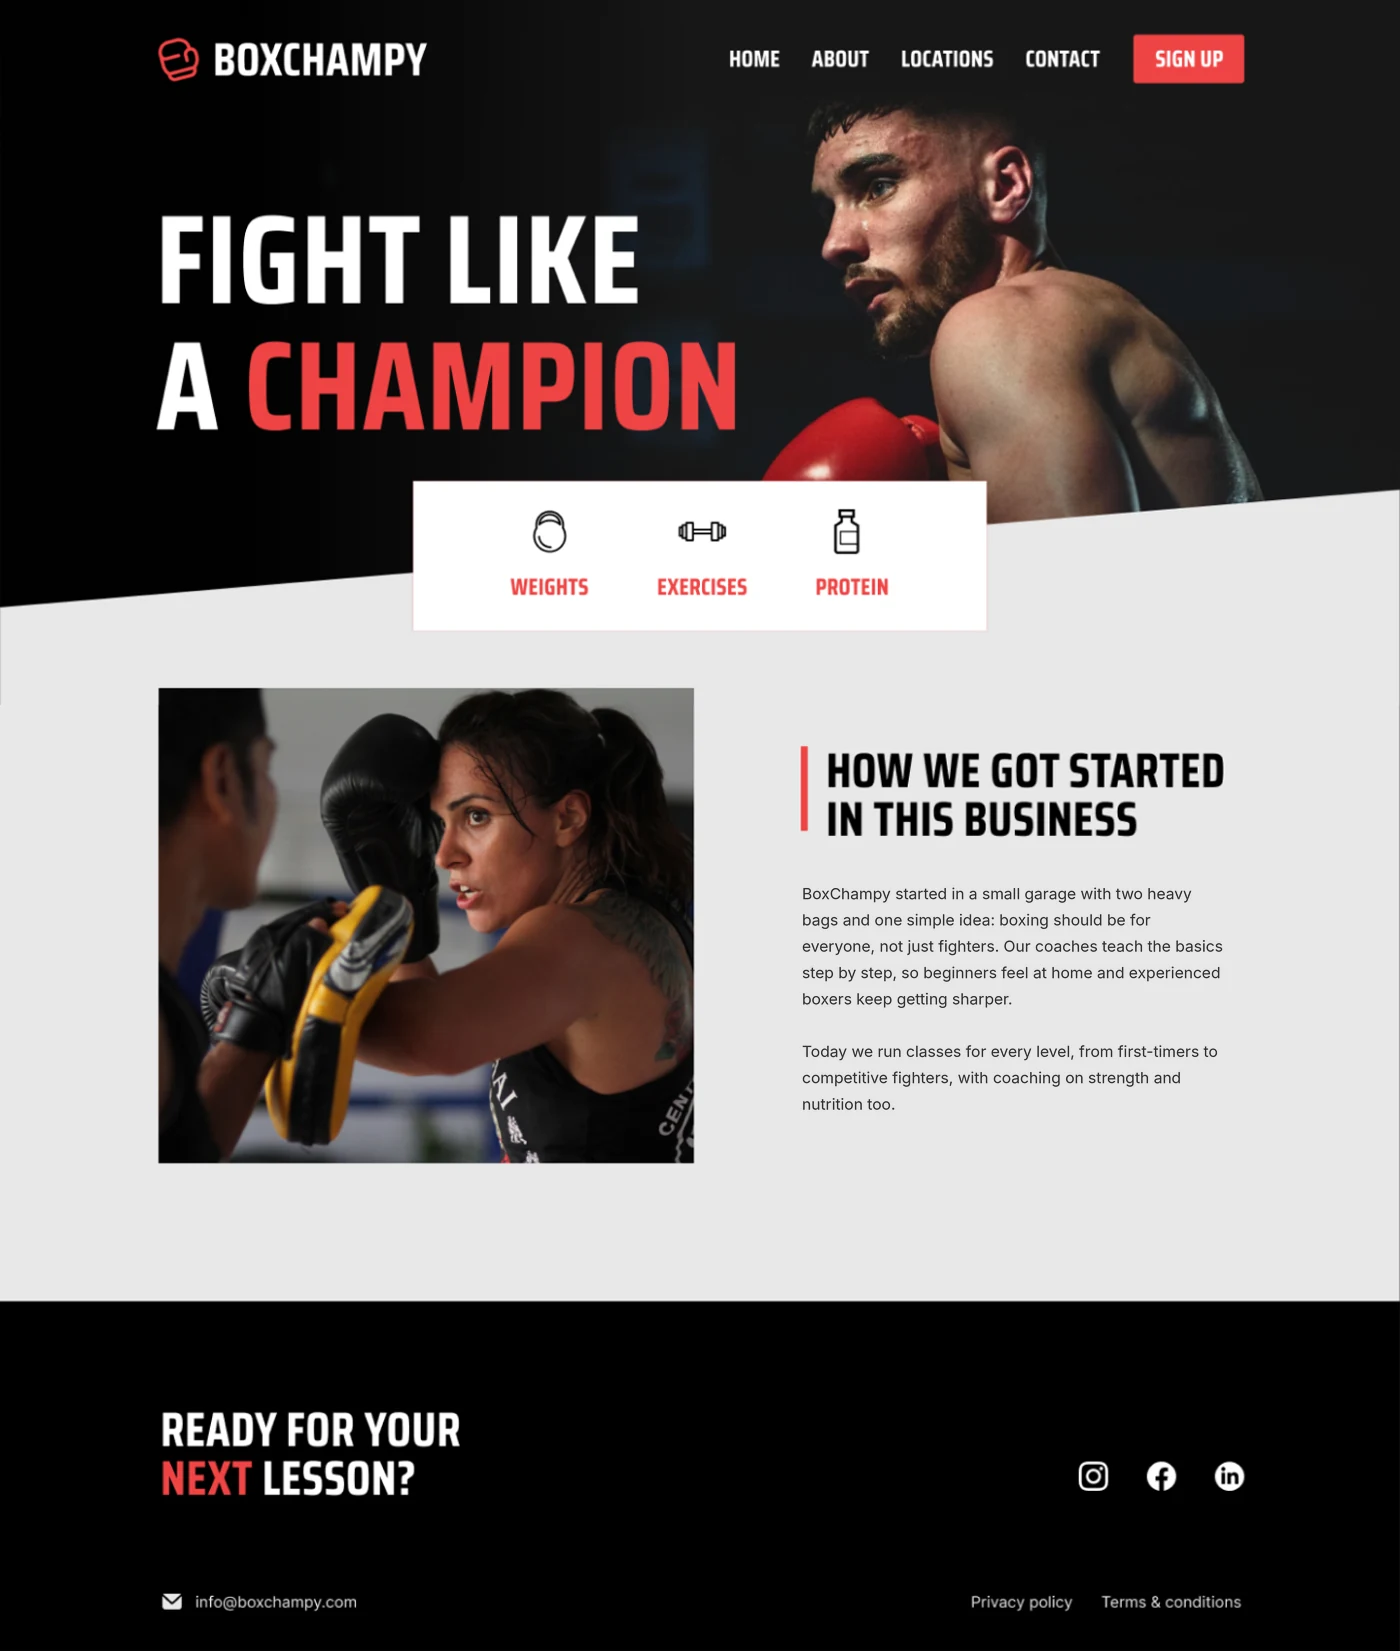 BOXCHAMPY
HOME ABOUT LOCATIONS CONTACT SIGN UP
FIGHT LIKE
A CHAMPION
WEIGHTS EXERCISES PROTEIN
HOW WE GOT STARTED
IN THIS BUSINESS
BoxChampy started in a small garage with two heavy
bags and one simple idea: boxing should be for
everyone, not just fighters. Our coaches teach the basics
step by step, so beginners feel at home and experienced
boxers keep getting sharper.
Today we run classes for every level, from first-timers to
competitive fighters, with coaching on strength and
nutrition too.
READY FOR YOUR
NEXT LESSON?
info@boxchampy.com
Privacy policy Terms & conditions